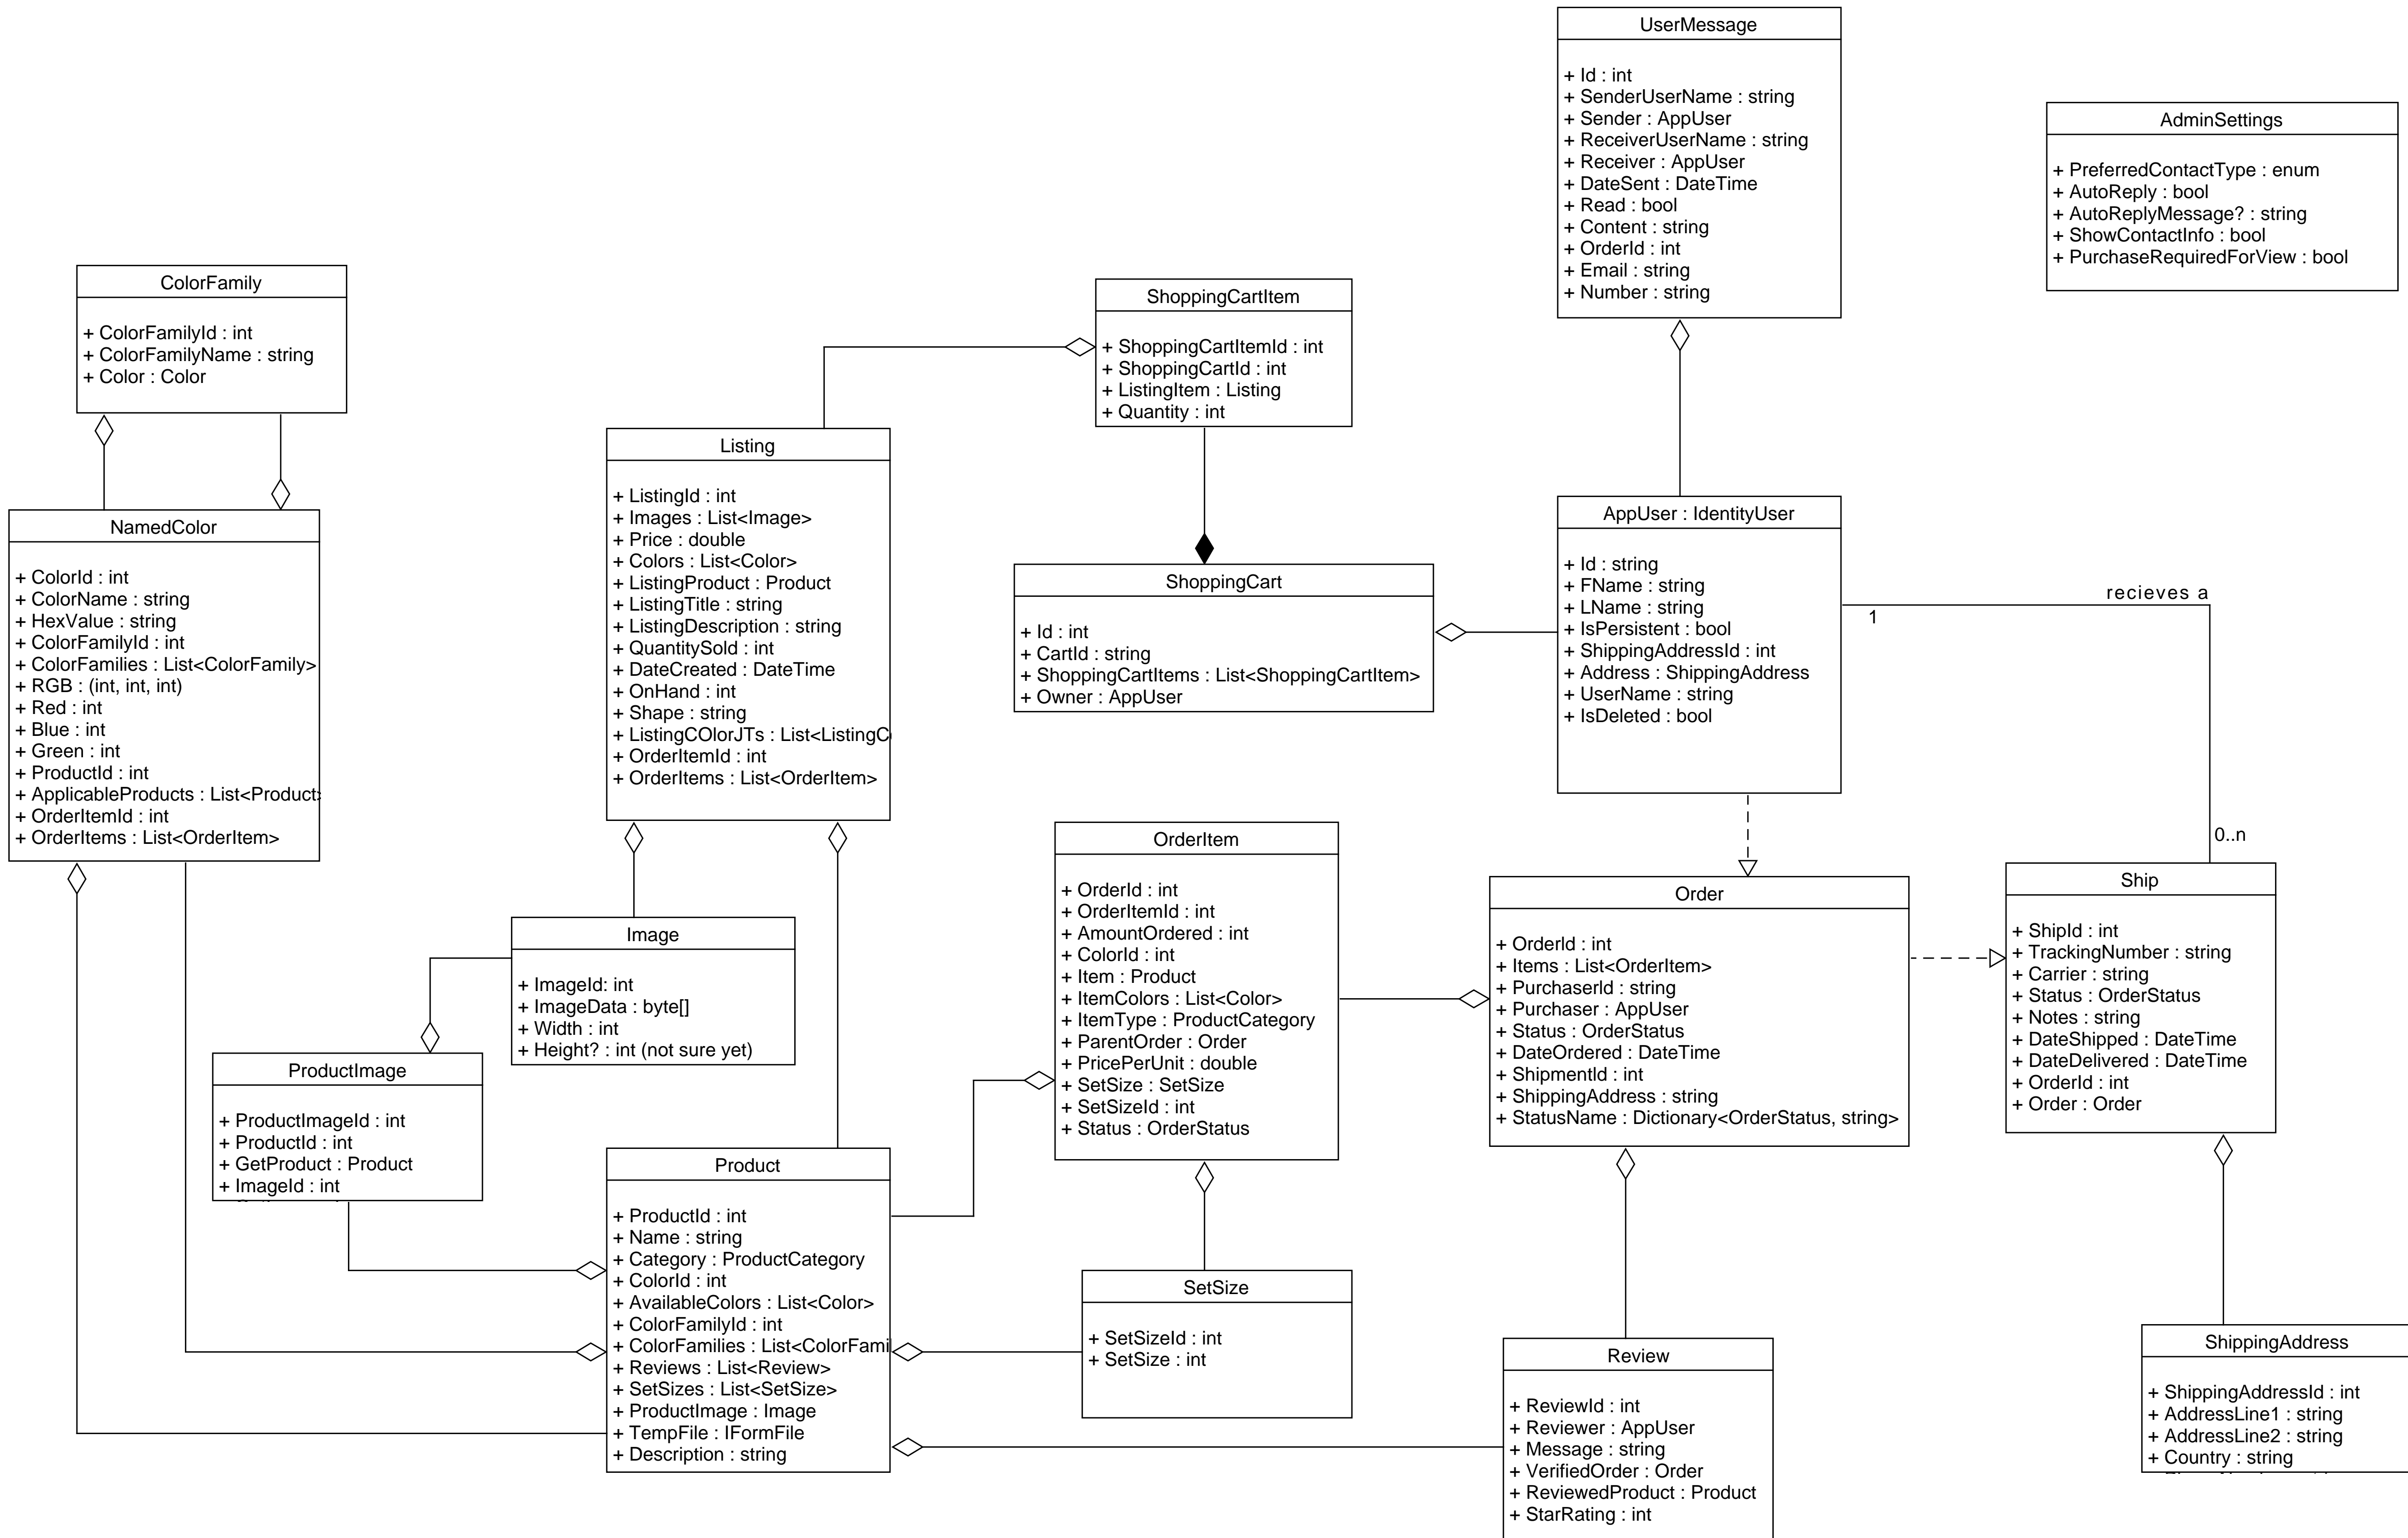 UserMessage
+ Id : int
+ SenderUserName : string
+ Sender : AppUser
+ ReceiverUserName : string
+ Receiver : AppUser
+ DateSent : DateTime
+ Read : bool
+ Content : string
+ OrderId : int
+ Email : string
+ Number : string
AdminSettings
+ PreferredContactType : enum
+ AutoReply : bool
+ AutoReplyMessage? : string
+ ShowContactInfo : bool
+ PurchaseRequiredForView : bool
ColorFamily
+ ColorFamilyId : int
+ ColorFamilyName : string
+ Color : Color
ShoppingCartItem
+ ShoppingCartItemId : int
+ ShoppingCartId : int
+ ListingItem : Listing
+ Quantity : int
Listing
+ ListingId : int
+ Images : List<Image>
+ Price : double
+ Colors : List<Color>
+ ListingProduct : Product
+ ListingTitle : string
+ ListingDescription : string
+ QuantitySold : int
+ DateCreated : DateTime
+ OnHand : int
+ Shape : string
+ ListingCOlorJTs : List<ListingC
+ OrderItemId : int
+ OrderItems : List<OrderItem>
NamedColor
+ ColorId : int
+ ColorName : string
+ HexValue : string
+ ColorFamilyId : int
+ ColorFamilies : List<ColorFamily>
+ RGB : (int, int, int)
+ Red : int
+ Blue : int
+ Green : int
+ ProductId : int
+ ApplicableProducts : List<Product>
+ OrderItemId : int
+ OrderItems : List<OrderItem>
ShoppingCart
+ Id : int
+ CartId : string
+ ShoppingCartItems : List<ShoppingCartItem>
+ Owner : AppUser
AppUser : IdentityUser
+ Id : string
+ FName : string
+ LName : string
+ IsPersistent : bool
+ ShippingAddressId : int
+ Address : ShippingAddress
+ UserName : string
+ IsDeleted : bool
recieves a
1
0..n
OrderItem
+ OrderId : int
+ OrderItemId : int
+ AmountOrdered : int
+ ColorId : int
+ Item : Product
+ ItemColors : List<Color>
+ ItemType : ProductCategory
+ ParentOrder : Order
+ PricePerUnit : double
+ SetSize : SetSize
+ SetSizeId : int
+ Status : OrderStatus
Order
+ OrderId : int
+ Items : List<OrderItem>
+ PurchaserId : string
+ Purchaser : AppUser
+ Status : OrderStatus
+ DateOrdered : DateTime
+ ShipmentId : int
+ ShippingAddress : string
+ StatusName : Dictionary<OrderStatus, string>
Ship
+ ShipId : int
+ TrackingNumber : string
+ Carrier : string
+ Status : OrderStatus
+ Notes : string
+ DateShipped : DateTime
+ DateDelivered : DateTime
+ OrderId : int
+ Order : Order
Image
+ ImageId: int
+ ImageData : byte[]
+ Width : int
+ Height? : int (not sure yet)
ProductImage
+ ProductImageId : int
+ ProductId : int
+ GetProduct : Product
+ ImageId : int
Product
+ ProductId : int
+ Name : string
+ Category : ProductCategory
+ ColorId : int
+ AvailableColors : List<Color>
+ ColorFamilyId : int
+ ColorFamilies : List<ColorFami
+ Reviews : List<Review>
+ SetSizes : List<SetSize>
+ ProductImage : Image
+ TempFile : IFormFile
+ Description : string
SetSize
+ SetSizeId : int
+ SetSize : int
Review
+ ReviewId : int
+ Reviewer : AppUser
+ Message : string
+ VerifiedOrder : Order
+ ReviewedProduct : Product
+ StarRating : int
ShippingAddress
+ ShippingAddressId : int
+ AddressLine1 : string
+ AddressLine2 : string
+ Country : string